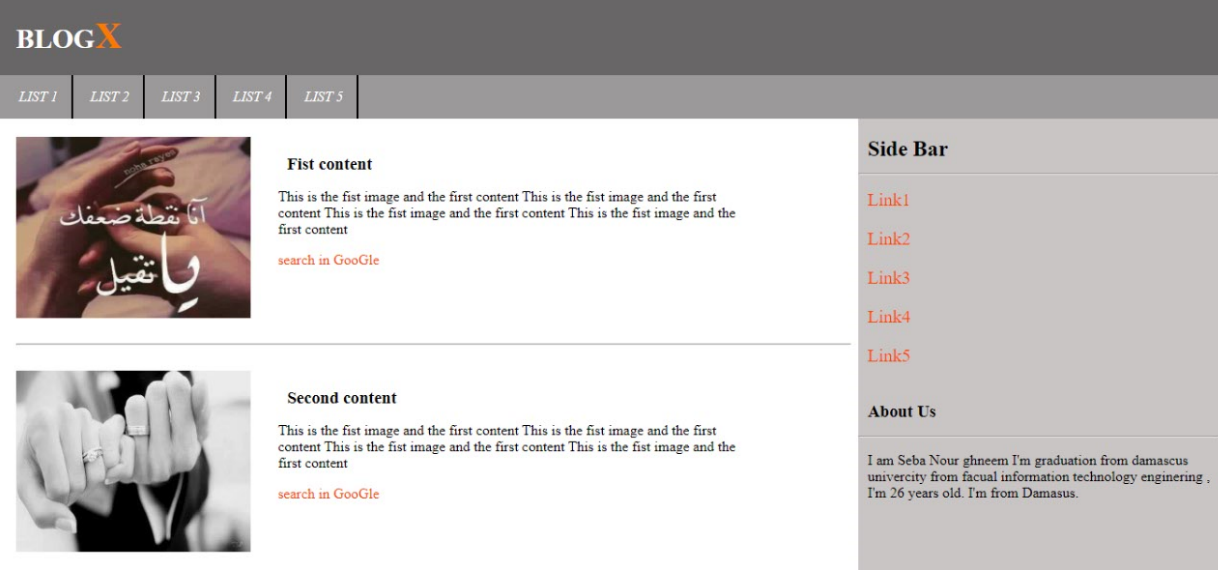 BLOGX
LIST 1 LIST 2 LIST 3 LIST 4 LIST 5
noha.rayes
أنا نقطة ضعفك
يا ثقيل
Fist content
This is the fist image and the first content This is the fist image and the first
content This is the fist image and the first content This is the fist image and the
first content
search in GooGle
Second content
This is the fist image and the first content This is the fist image and the first
content This is the fist image and the first content This is the fist image and the
first content
search in GooGle
Side Bar
Link1
Link2
Link3
Link4
Link5
About Us
I am Seba Nour ghneem I'm graduation from damascus
univercity from facual information technology enginering ,
I'm 26 years old. I'm from Damasus.